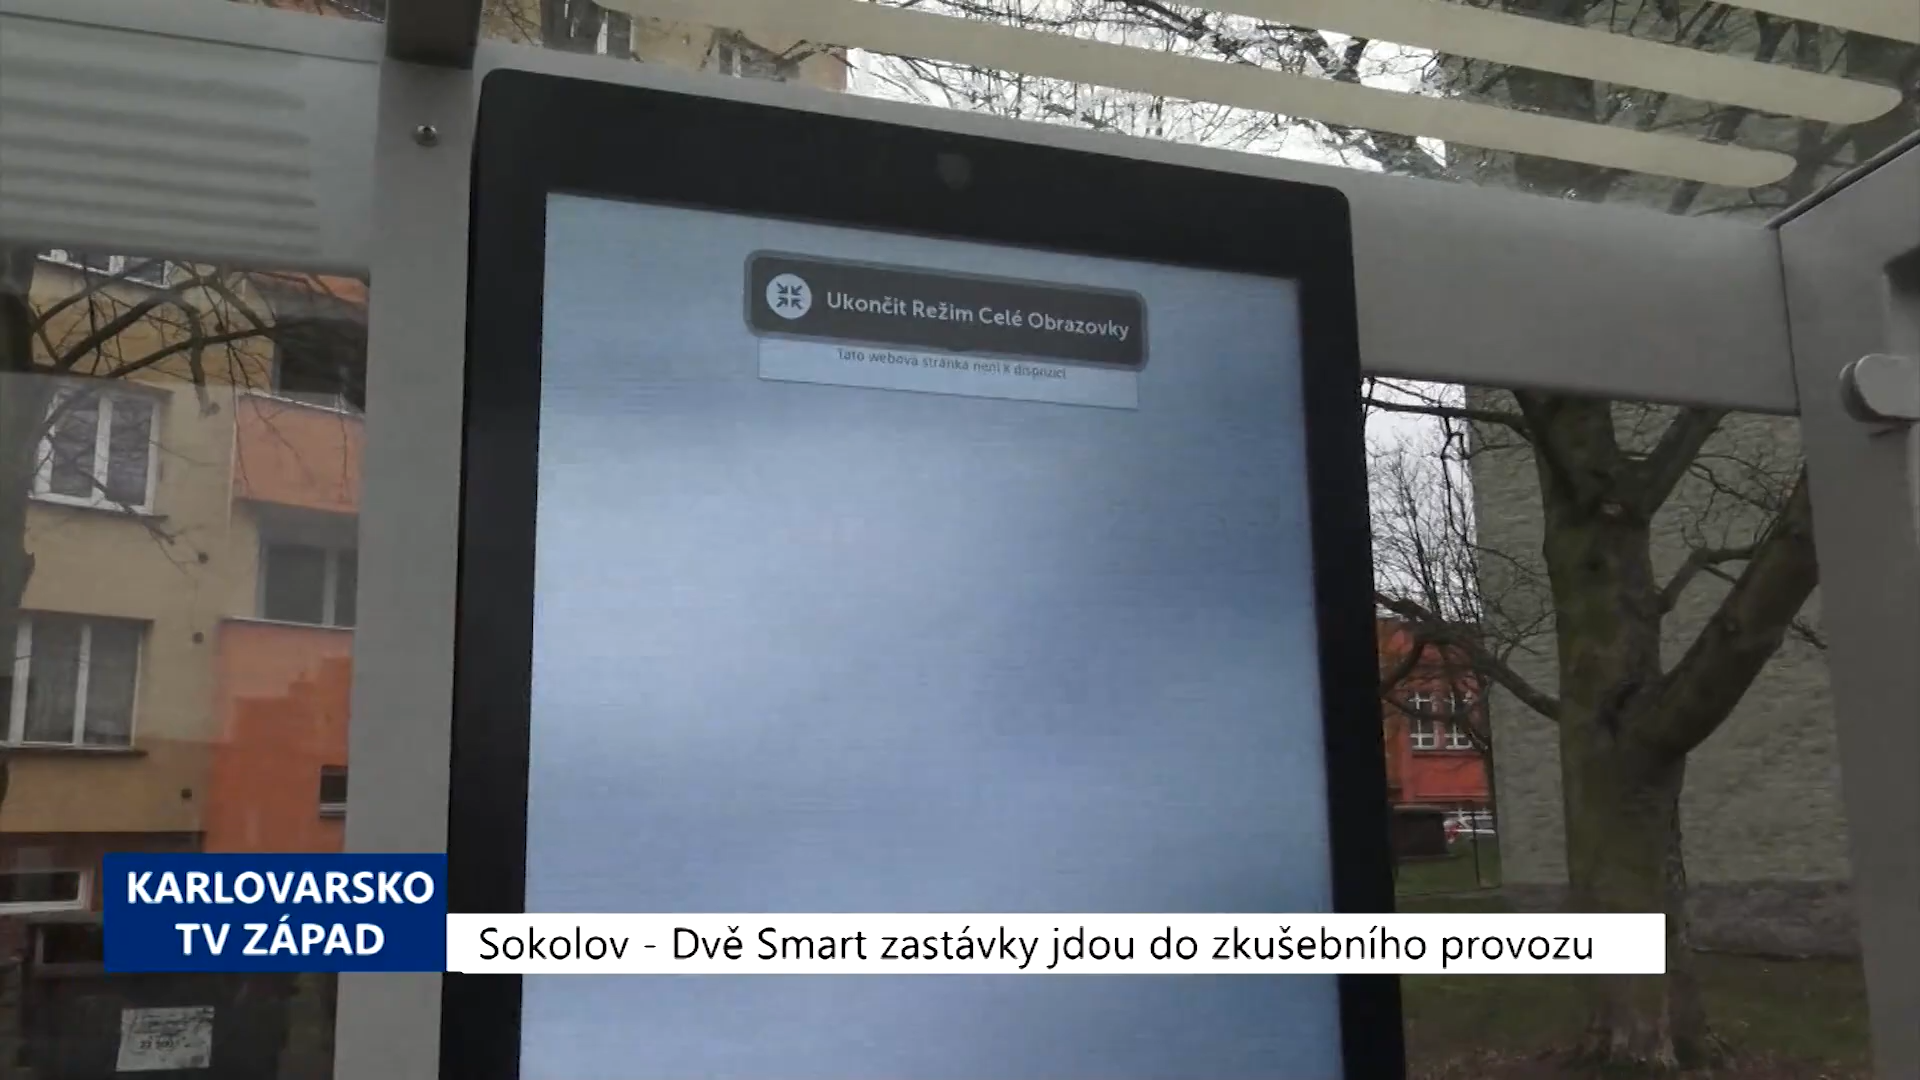 Ukončit Režim Celé Obrazovky
Tato webová stránka není k dispozici
KARLOVARSKO
TV ZÁPAD
Sokolov - Dvě Smart zastávky jdou do zkušebního provozu